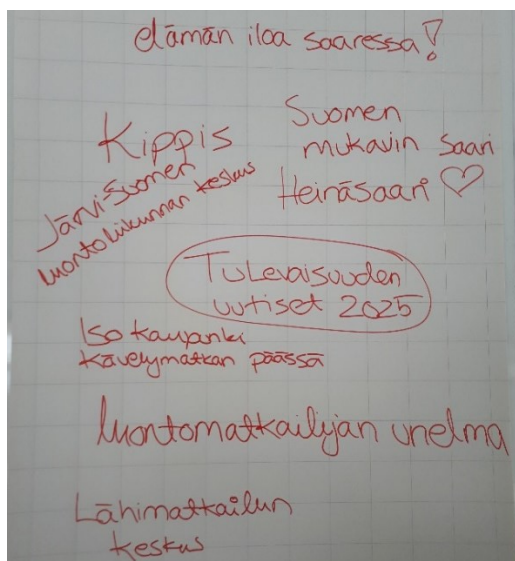 elämän iloa saaressa!
Kippis
Suomen
mukavin saari
Heinäsaari ♡
Järvi-Suomen
luontoliikunnan keskus
Tulevaisuuden
uutiset 2025
Iso kaupunki
kävelymatkan päässä
luontomatkailijan unelma
Lähimatkailun
keskus